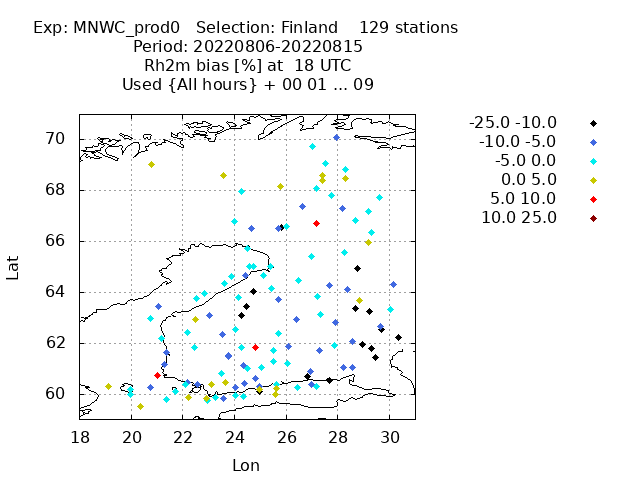 Exp: MNWC_prod0   Selection: Finland    129 stations
Period: 20220806-20220815
Rh2m bias [%] at  18 UTC
Used {All hours} + 00 01 ... 09
-25.0 -10.0
-10.0 -5.0
-5.0 0.0
0.0 5.0
5.0 10.0
10.0 25.0
70
68
66
64
62
60
Lat
18 20 22 24 26 28 30
Lon